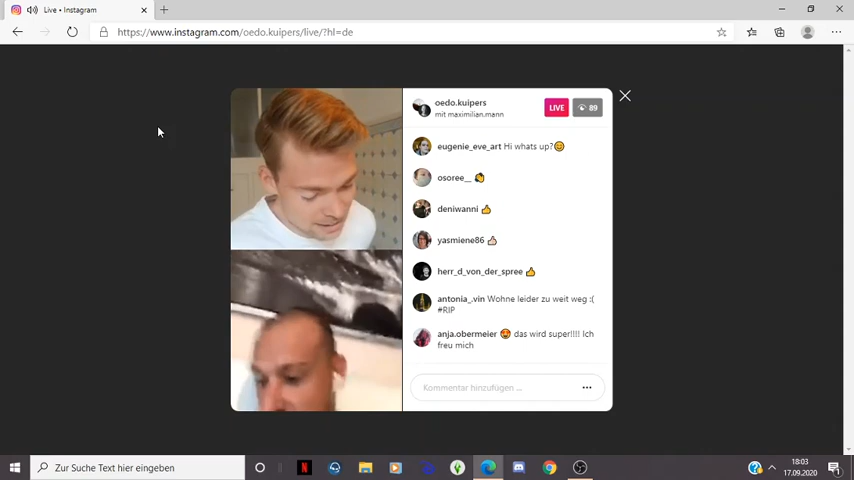 Live • Instagram
https://www.instagram.com/oedo.kuipers/live/?hl=de
oedo.kuipers
mit maximilian.mann
LIVE
89
eugenie_eve_art Hi whats up?😊
osoree__ 👏
deniwanni 👍
yasmiene86 👍🏻
herr_d_von_der_spree 👍
antonia_.vin Wohne leider zu weit weg :(
#RIP
anja.obermeier 😍 das wird super!!!! Ich
freu mich
Kommentar hinzufügen ...
Zur Suche Text hier eingeben
18:03
17.09.2020